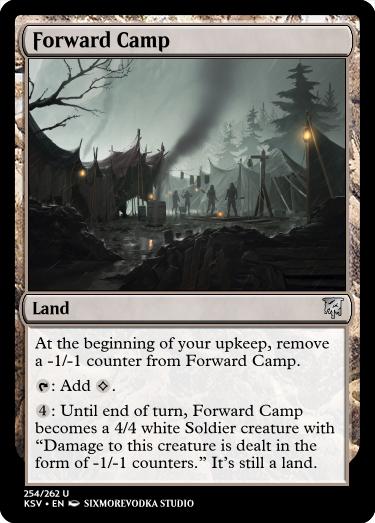 Forward Camp
Land
At the beginning of your upkeep, remove
a -1/-1 counter from Forward Camp.
: Add .
4: Until end of turn, Forward Camp
becomes a 4/4 white Soldier creature with
“Damage to this creature is dealt in the
form of -1/-1 counters.” It’s still a land.
254/262 U
KSV • EN SIXMOREVODKA STUDIO